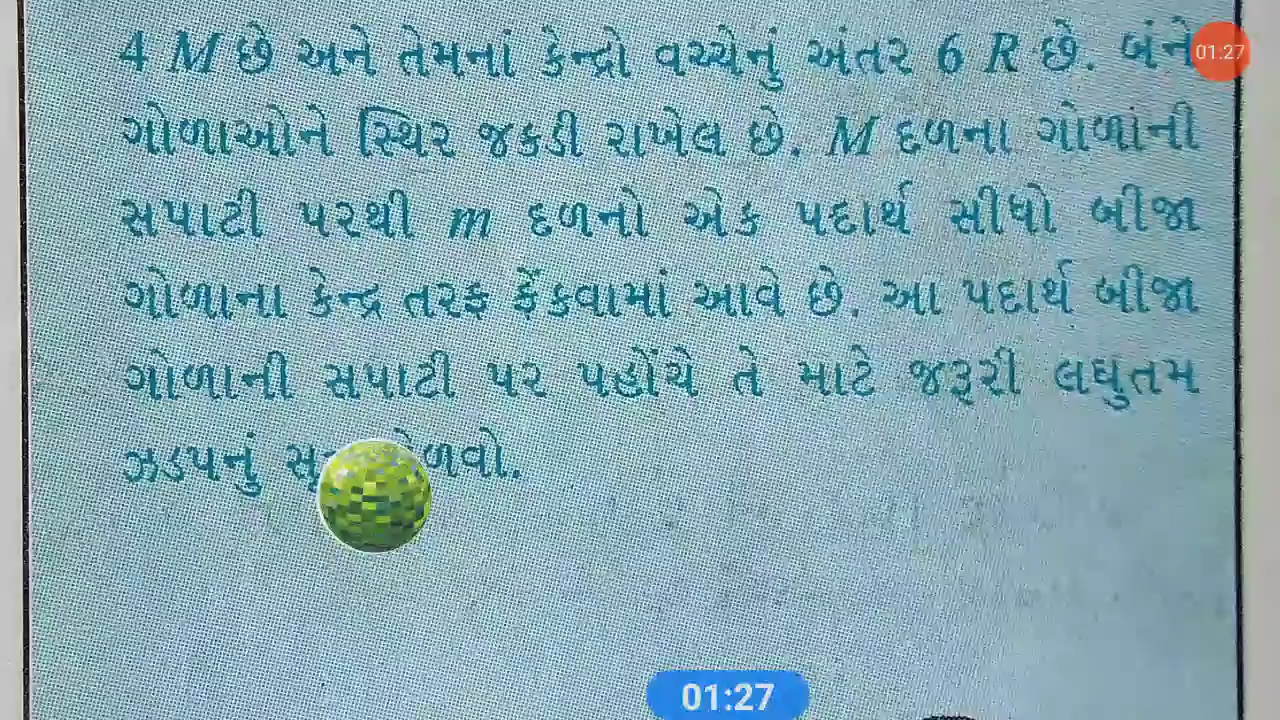 4 M છે અને તેમના કેન્દ્રો વચ્ચેનું અંતર 6 R છે. બંને
01:27
ગોળાઓને સ્થિર જકડી રાખેલ છે. M દળના ગોળાની
સપાટી પરથી m દળનો એક પદાર્થ સીધો બીજા
ગોળાના કેન્દ્ર તરફ ફેંકવામાં આવે છે. આ પદાર્થ બીજા
ગોળાની સપાટી પર પહોંચે તે માટે જરૂરી લઘુતમ
ઝડપનું
01:27